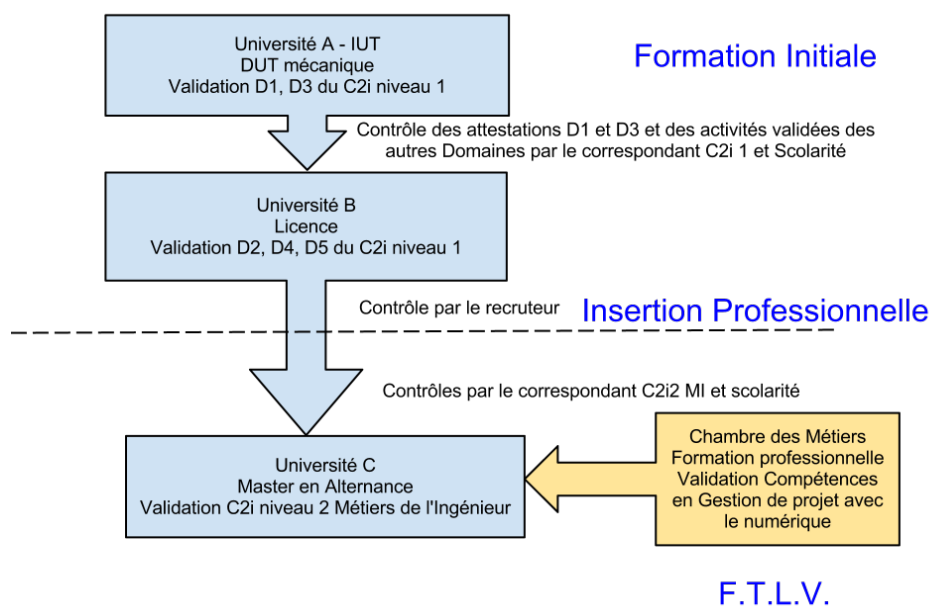 Université A - IUT
DUT mécanique
Validation D1, D3 du C2i niveau 1
Formation Initiale
Contrôle des attestations D1 et D3 et des activités validées des
autres Domaines par le correspondant C2i 1 et Scolarité
Université B
Licence
Validation D2, D4, D5 du C2i niveau 1
Contrôle par le recruteur
Insertion Professionnelle
Contrôles par le correspondant C2i2 MI et scolarité
Université C
Master en Alternance
Validation C2i niveau 2 Métiers de l'Ingénieur
Chambre des Métiers
Formation professionnelle
Validation Compétences
en Gestion de projet avec
le numérique
F.T.L.V.